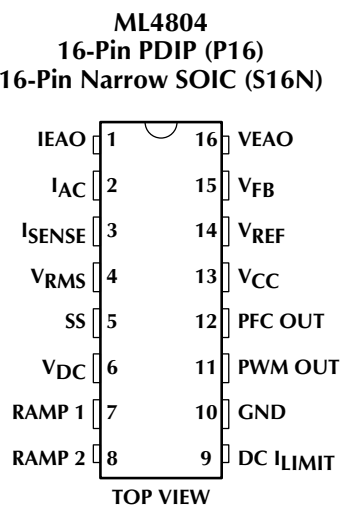 ML4804
16-Pin PDIP (P16)
16-Pin Narrow SOIC (S16N)
IEAO 1 16 VEAO
IAC 2 15 VFB
ISENSE 3 14 VREF
VRMS 4 13 VCC
SS 5 12 PFC OUT
VDC 6 11 PWM OUT
RAMP 1 7 10 GND
RAMP 2 8 9 DC ILIMIT
TOP VIEW